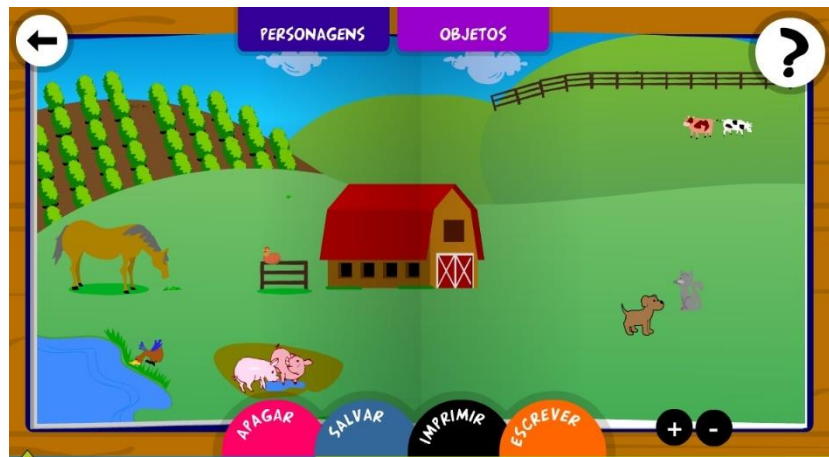 PERSONAGENS
OBJETOS
?
APAGAR
SALVAR
IMPRIMIR
ESCREVER
+ -